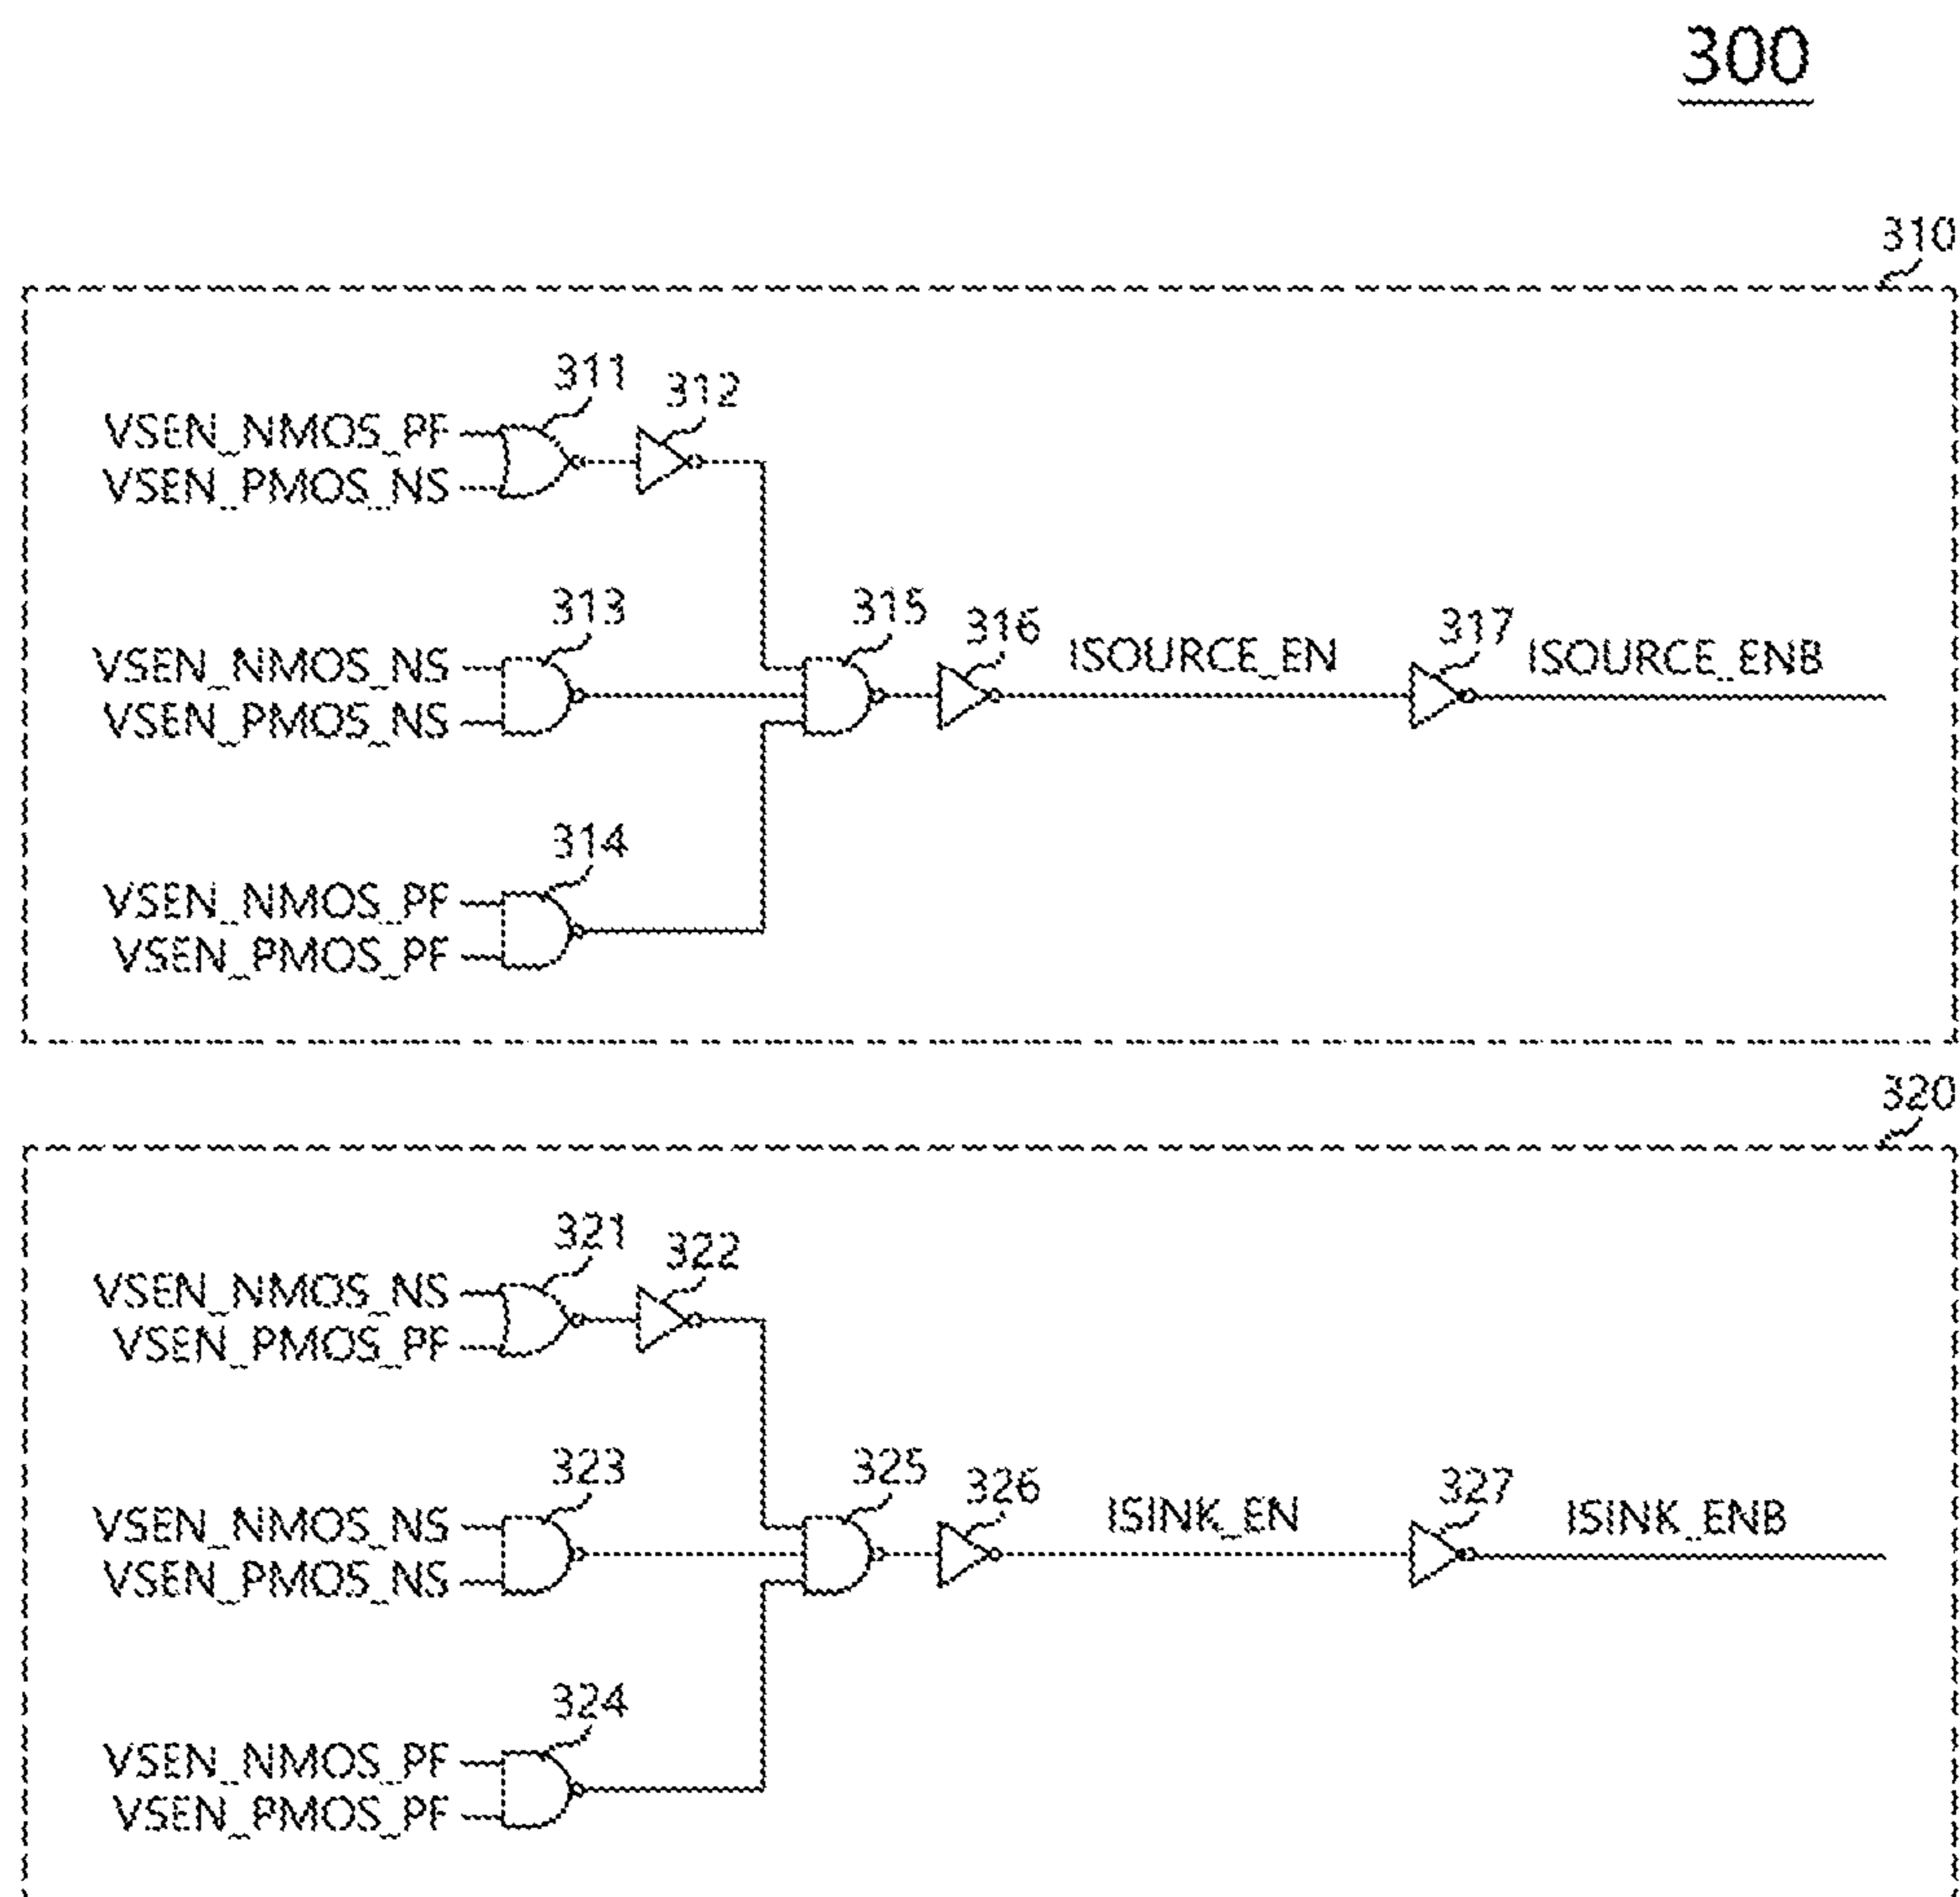 300
310
311
312
VSEN_NMOS_PF
VSEN_PMOS_NS
313
315
316
ISOURCE_EN
317
ISOURCE_ENB
VSEN_NMOS_NS
VSEN_PMOS_NS
314
VSEN_NMOS_PF
VSEN_PMOS_PF
320
321
322
VSEN_NMOS_NS
VSEN_PMOS_PF
323
325
326
ISINK_EN
327
ISINK_ENB
VSEN_NMOS_NS
VSEN_PMOS_NS
324
VSEN_NMOS_PF
VSEN_PMOS_PF